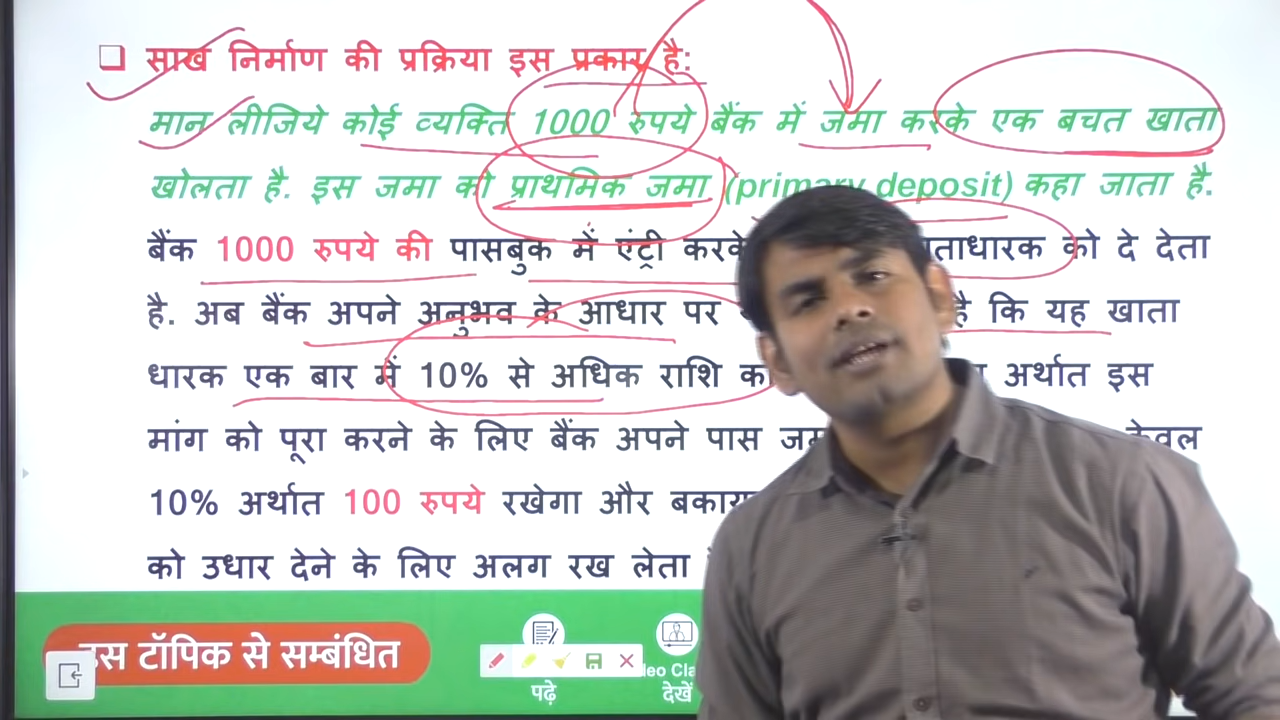 साख निर्माण की प्रक्रिया इस प्रकार है:
मान लीजिये कोई व्यक्ति 1000 रुपये बैंक में जमा करके एक बचत खाता
खोलता है. इस जमा को प्राथमिक जमा (primary deposit) कहा जाता है.
बैंक 1000 रुपये की पासबुक में एंट्री करके को दे देता
है. अब बैंक अपने अनुभव के आधार पर है कि यह खाता
धारक एक बार में 10% से अधिक राशि अर्थात इस
मांग को पूरा करने के लिए बैंक अपने पास केवल
10% अर्थात 100 रुपये रखेगा और
को उधार देने के लिए अलग रख लेता
इस टॉपिक से सम्बंधित
पढ़े
देखें